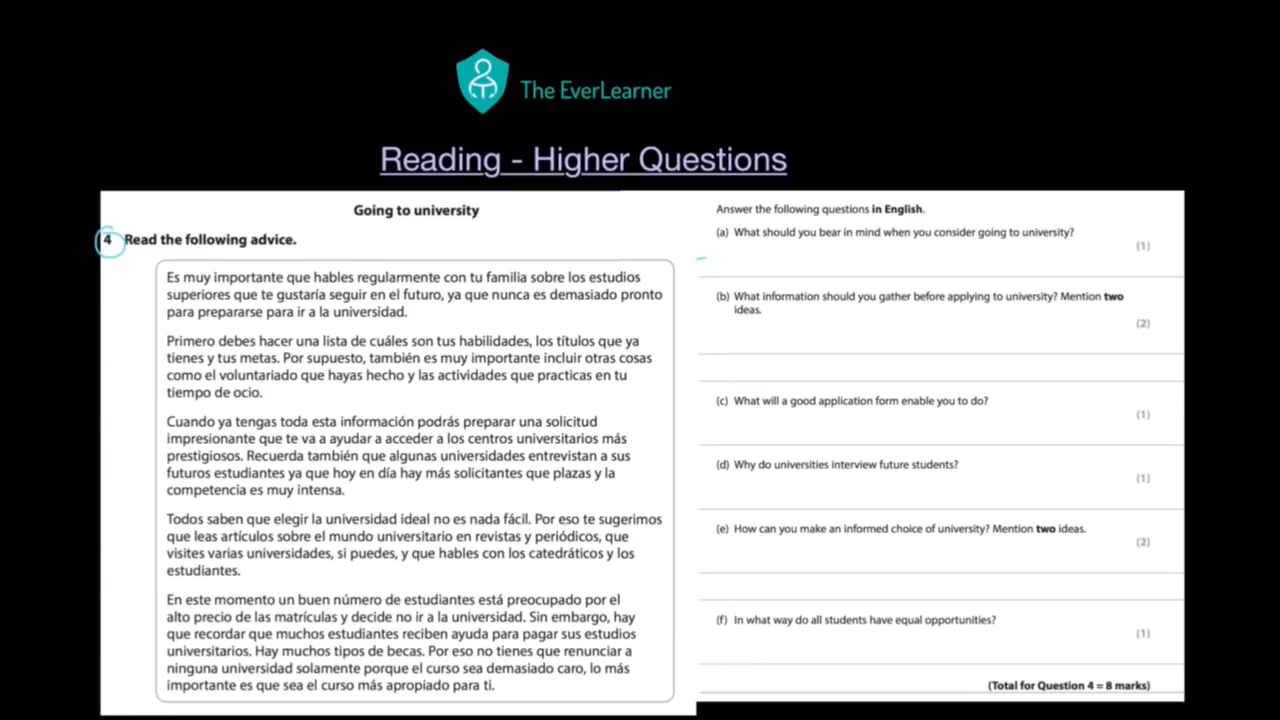 The EverLearner
Reading - Higher Questions
Going to university
4 Read the following advice.
Es muy importante que hables regularmente con tu familia sobre los estudios
superiores que te gustaría seguir en el futuro, ya que nunca es demasiado pronto
para prepararse para ir a la universidad.
Primero debes hacer una lista de cuáles son tus habilidades, los títulos que ya
tienes y tus metas. Por supuesto, también es muy importante incluir otras cosas
como el voluntariado que hayas hecho y las actividades que practicas en tu
tiempo de ocio.
Cuando ya tengas toda esta información podrás preparar una solicitud
impresionante que te va a ayudar a acceder a los centros universitarios más
prestigiosos. Recuerda también que algunas universidades entrevistan a sus
futuros estudiantes ya que hoy en día hay más solicitantes que plazas y la
competencia es muy intensa.
Todos saben que elegir la universidad ideal no es nada fácil. Por eso te sugerimos
que leas artículos sobre el mundo universitario en revistas y periódicos, que
visites varias universidades, si puedes, y que hables con los catedráticos y los
estudiantes.
En este momento un buen número de estudiantes está preocupado por el
alto precio de las matrículas y decide no ir a la universidad. Sin embargo, hay
que recordar que muchos estudiantes reciben ayuda para pagar sus estudios
universitarios. Hay muchos tipos de becas. Por eso no tienes que renunciar a
ninguna universidad solamente porque el curso sea demasiado caro, lo más
importante es que sea el curso más apropiado para ti.
Answer the following questions in English.
(a) What should you bear in mind when you consider going to university?
(1)
(b) What information should you gather before applying to university? Mention two
ideas.
(2)
(c) What will a good application form enable you to do?
(1)
(d) Why do universities interview future students?
(1)
(e) How can you make an informed choice of university? Mention two ideas.
(2)
(f) In what way do all students have equal opportunities?
(1)
(Total for Question 4 = 8 marks)